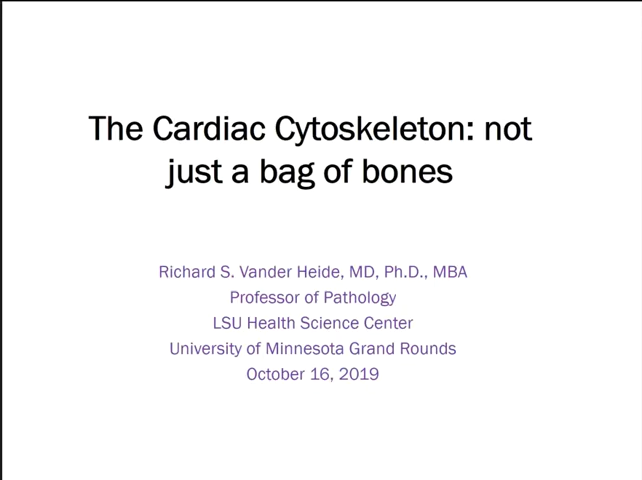 The Cardiac Cytoskeleton: not
just a bag of bones
Richard S. Vander Heide, MD, Ph.D., MBA
Professor of Pathology
LSU Health Science Center
University of Minnesota Grand Rounds
October 16, 2019